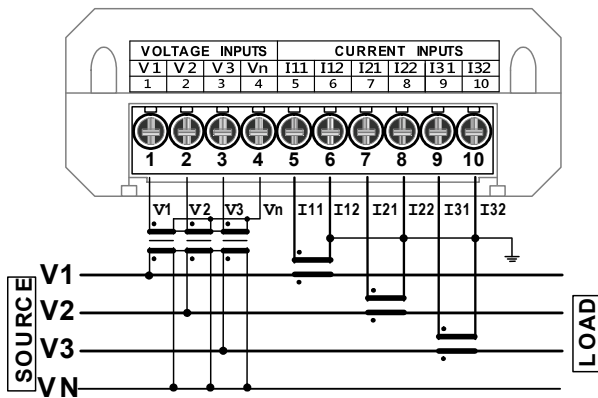 VOLTAGE INPUTS CURRENT INPUTS
V1 V2 V3 Vn I11 I12 I21 I22 I31 I32
1 2 3 4 5 6 7 8 9 10
1 2 3 4 5 6 7 8 9 10
V1 V2 V3 Vn I11 I12 I21 I22 I31 I32
SOURCE
V1
V2
V3
VN
LOAD